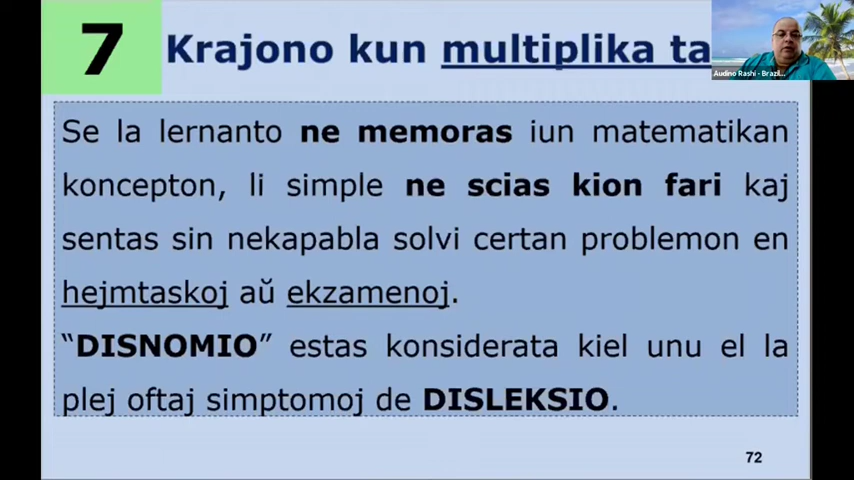 7
Krajono kun multiplika ta
Audino Rashi - Brazil...
Se la lernanto ne memoras iun matematikan
koncepton, li simple ne scias kion fari kaj
sentas sin nekapabla solvi certan problemon en
hejmtaskoj aŭ ekzamenoj.
“DISNOMIO” estas konsiderata kiel unu el la
plej oftaj simptomoj de DISLEKSIO.
72